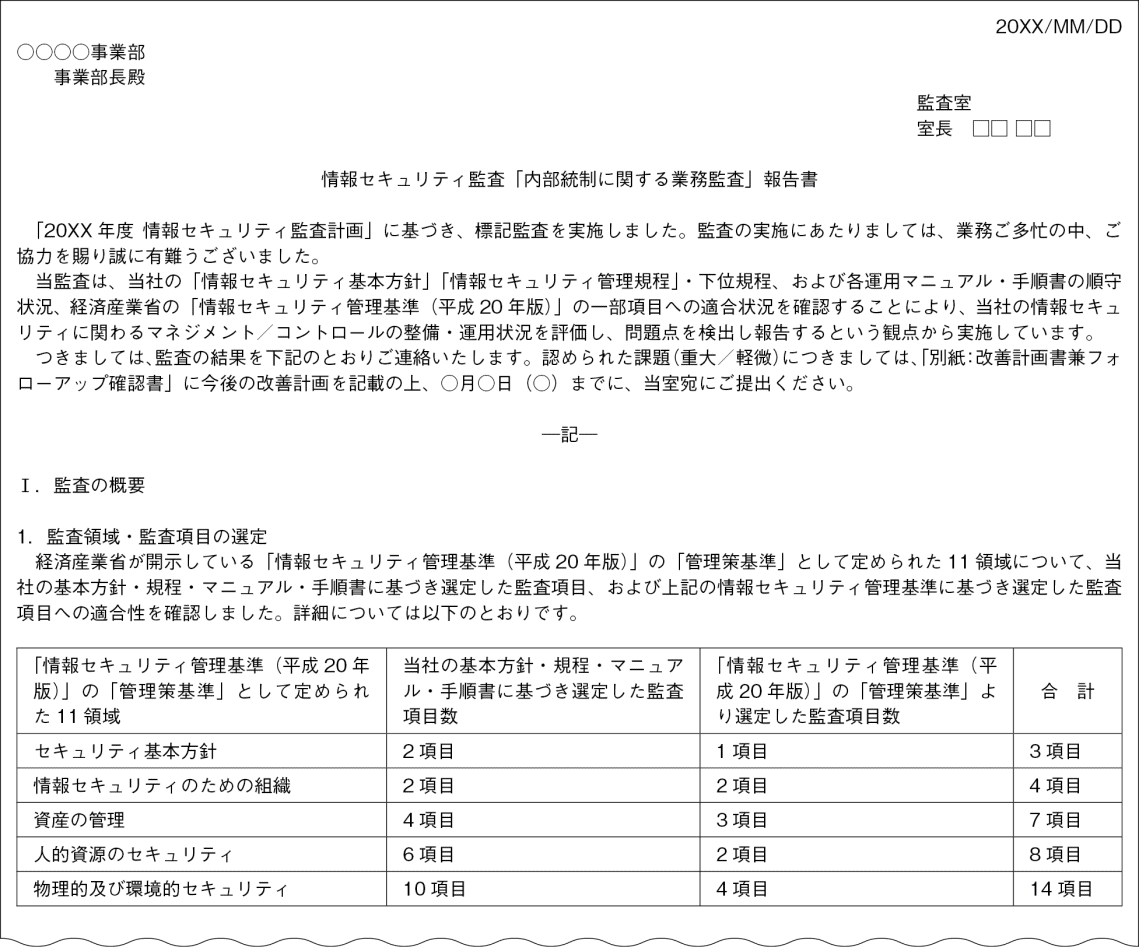 20XX/MM/DD
○○○○事業部
事業部長殿
監査室
室長　□□ □□
情報セキュリティ監査「内部統制に関する業務監査」報告書
「20XX 年度 情報セキュリティ監査計画」に基づき、標記監査を実施しました。監査の実施にあたりましては、業務ご多忙の中、ご
協力を賜り誠に有難うございました。
当監査は、当社の「情報セキュリティ基本方針」「情報セキュリティ管理規程」・下位規程、および各運用マニュアル・手順書の順守
状況、経済産業省の「情報セキュリティ管理基準（平成 20 年版）」の一部項目への適合状況を確認することにより、当社の情報セキュ
リティに関わるマネジメント／コントロールの整備・運用状況を評価し、問題点を検出し報告するという観点から実施しています。
つきましては、監査の結果を下記のとおりご連絡いたします。認められた課題（重大／軽微）につきましては、「別紙：改善計画書兼フォ
ローアップ確認書」に今後の改善計画を記載の上、○月○日（○）までに、当室宛にご提出ください。
―記―
Ⅰ．監査の概要
1．監査領域・監査項目の選定
経済産業省が開示している「情報セキュリティ管理基準（平成 20 年版）」の「管理策基準」として定められた 11 領域について、当
社の基本方針・規程・マニュアル・手順書に基づき選定した監査項目、および上記の情報セキュリティ管理基準に基づき選定した監査
項目への適合性を確認しました。詳細については以下のとおりです。
「情報セキュリティ管理基準（平成 20 年
版）」の「管理策基準」として定められ
た 11 領域
当社の基本方針・規程・マニュア
ル・手順書に基づき選定した監査
項目数
「情報セキュリティ管理基準（平
成 20 年版）」の「管理策基準」よ
り選定した監査項目数
合　計
セキュリティ基本方針
2 項目
1 項目
3 項目
情報セキュリティのための組織
2 項目
2 項目
4 項目
資産の管理
4 項目
3 項目
7 項目
人的資源のセキュリティ
6 項目
2 項目
8 項目
物理的及び環境的セキュリティ
10 項目
4 項目
14 項目